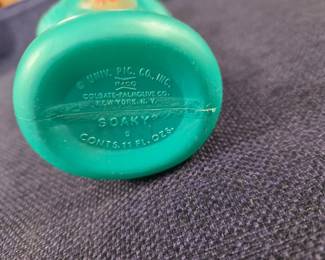 © UNIV. PIC. CO., INC.
COLGATE-PALMOLIVE CO.
NEW YORK, N. Y.
SOAKY
CONTS. 11 FL. OZS.